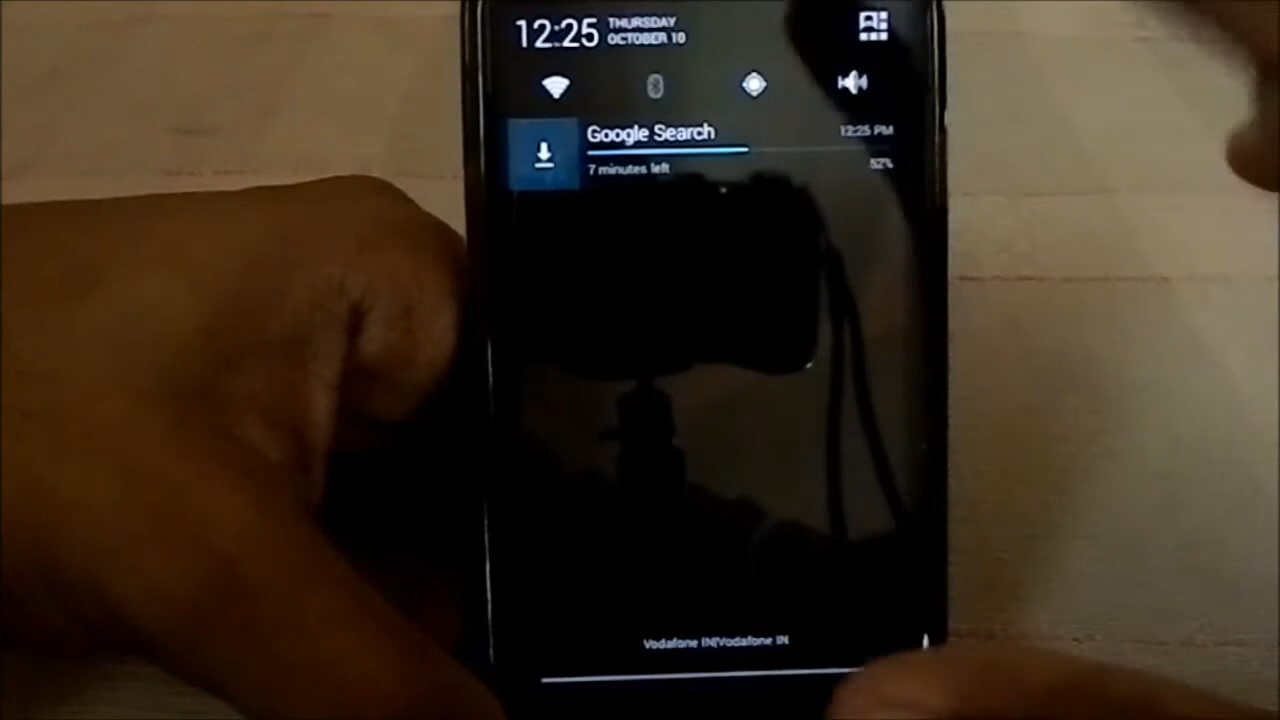 12:25 THURSDAY
OCTOBER 10
Google Search 12:25 PM
7 minutes left 52%
Vodafone IN|Vodafone IN